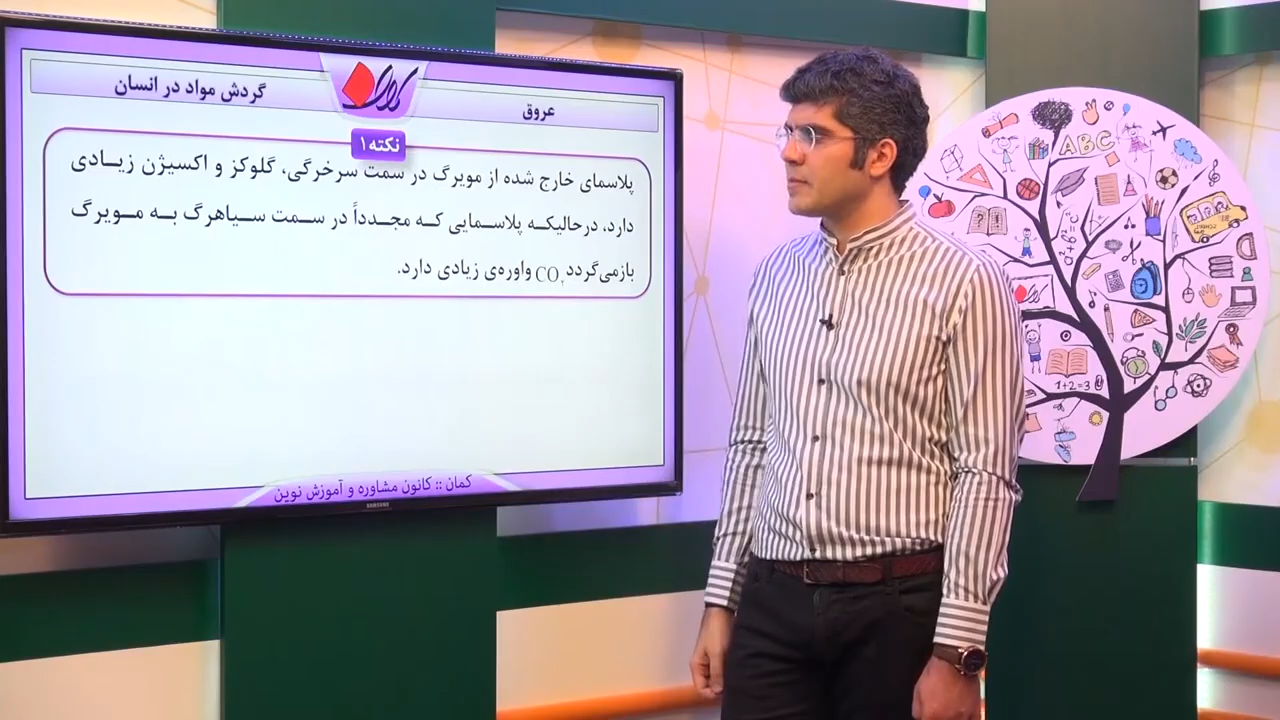 گردش مواد در انسان
کمان
عروق
نکته ۱
پلاسمای خارج شده از مویرگ در سمت سرخرگی، گلوکز و اکسیژن زیادی
دارد، درحالیکه پلاسمایی که مجدداً در سمت سیاهرگ به مویرگ
بازمی‌گردد CO₂ واوره‌ی زیادی دارد.
کمان :: کانون مشاوره و آموزش نوین
SAMSUNG
ABC
1+2=3